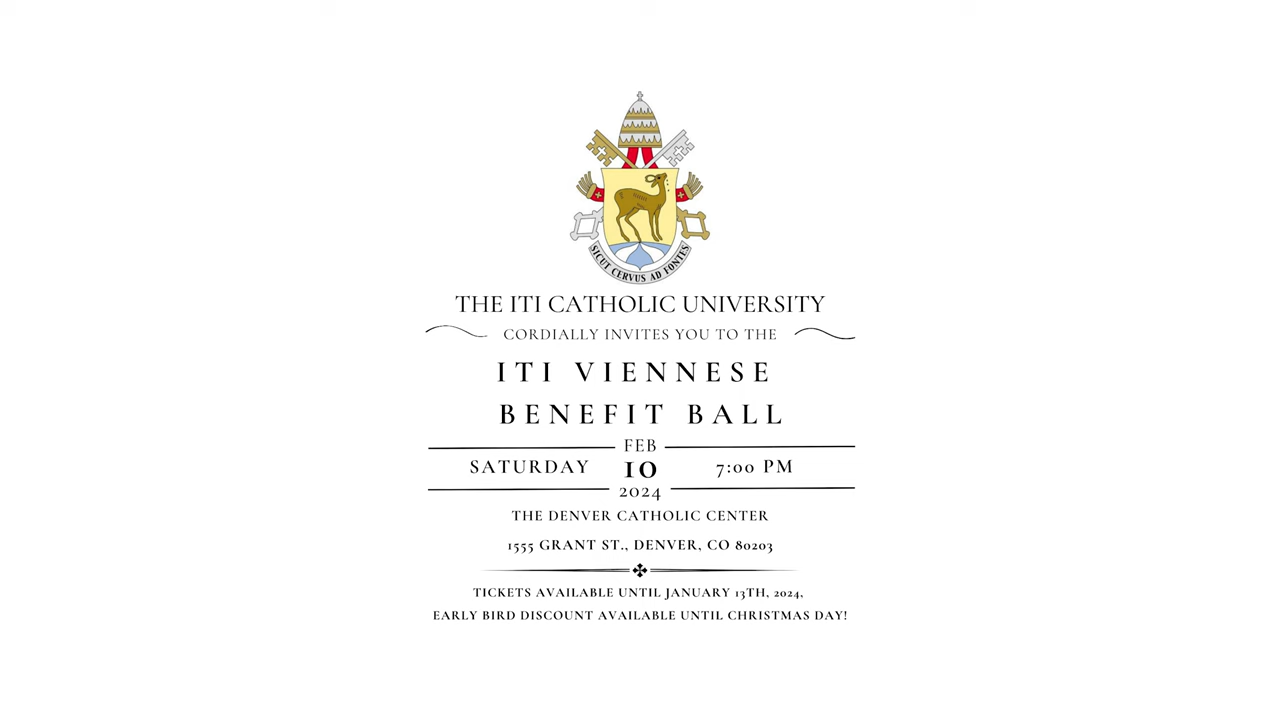 SICUT CERVUS AD FONTES
THE ITI CATHOLIC UNIVERSITY
CORDIALLY INVITES YOU TO THE
ITI VIENNESE
BENEFIT BALL
FEB
SATURDAY 10 7:00 PM
2024
THE DENVER CATHOLIC CENTER
1555 GRANT ST., DENVER, CO 80203
TICKETS AVAILABLE UNTIL JANUARY 13TH, 2024,
EARLY BIRD DISCOUNT AVAILABLE UNTIL CHRISTMAS DAY!